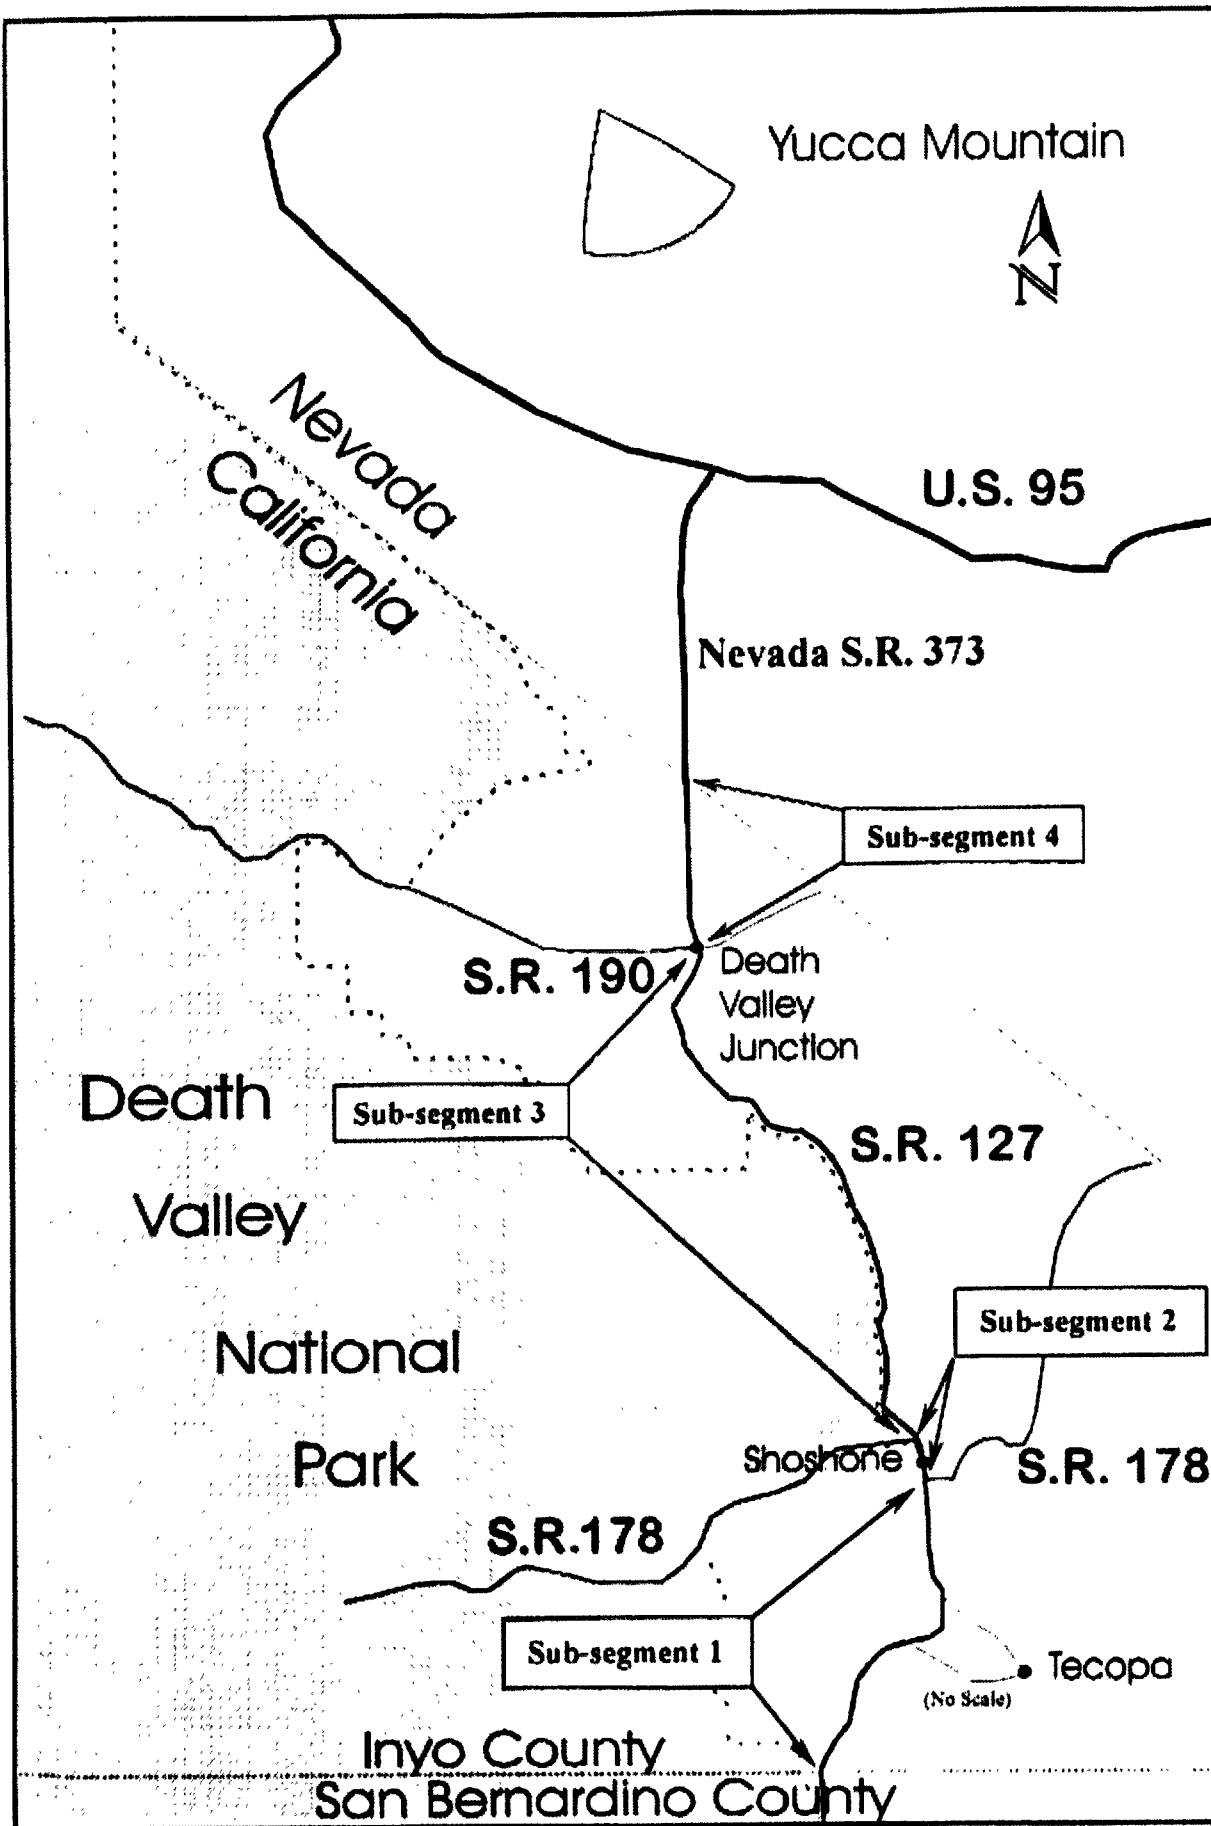 Yucca Mountain
N
Nevada
California
U.S. 95
Nevada S.R. 373
Sub-segment 4
S.R. 190
Death
Valley
Junction
Death
Valley
National
Park
Sub-segment 3
S.R. 127
Sub-segment 2
Shoshone
S.R. 178
S.R.178
Sub-segment 1
Tecopa
(No Scale)
Inyo County
San Bernardino County